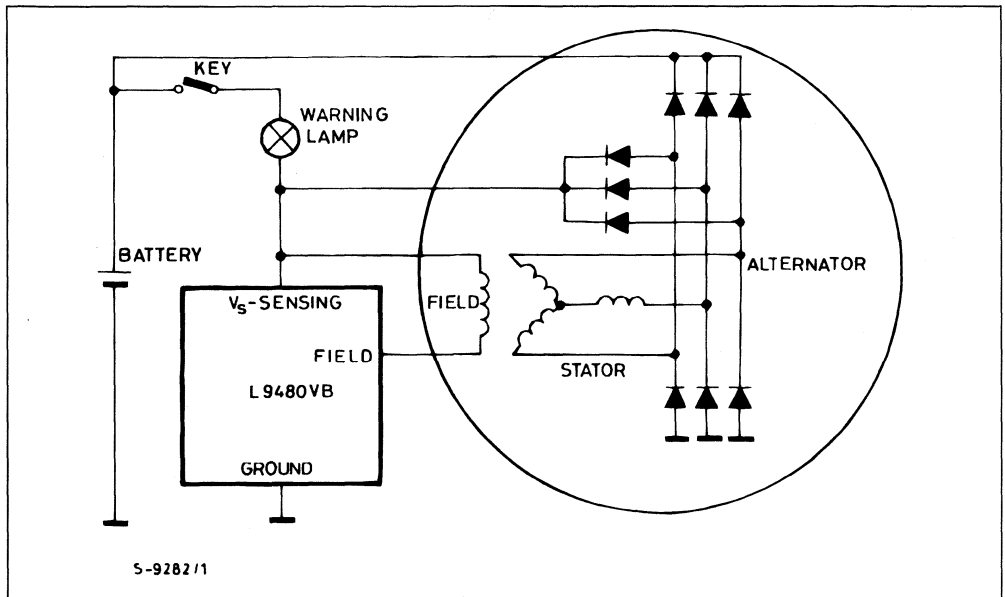 KEY
WARNING
LAMP
BATTERY
ALTERNATOR
Vs-SENSING
FIELD
FIELD
STATOR
L9480VB
GROUND
S-9282/1